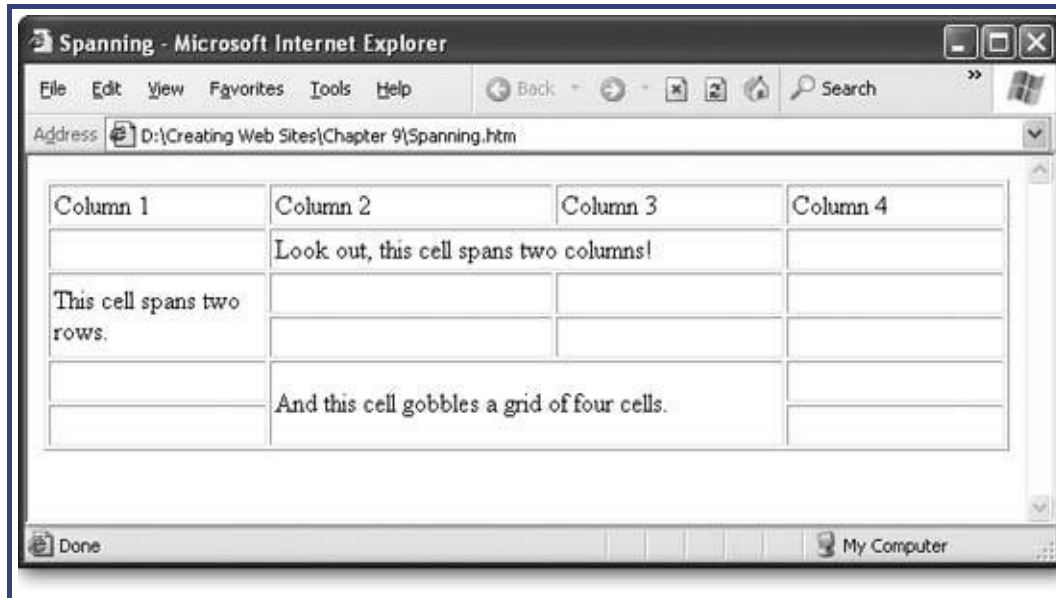 Spanning - Microsoft Internet Explorer
File Edit View Favorites Tools Help Back Search »
Address D:\Creating Web Sites\Chapter 9\Spanning.htm
Column 1 Column 2 Column 3 Column 4
Look out, this cell spans two columns!
This cell spans two
rows.
And this cell gobbles a grid of four cells.
Done My Computer